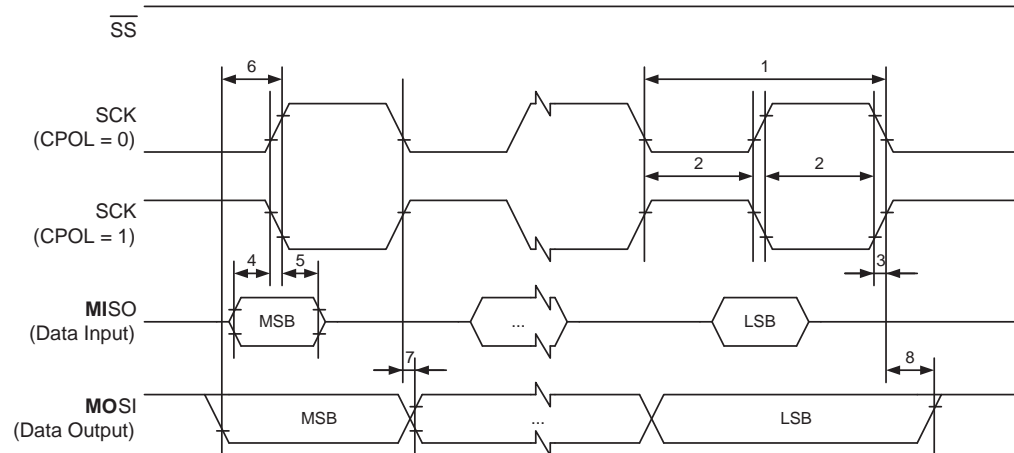 SS
6
1
SCK
(CPOL = 0)
2
2
SCK
(CPOL = 1)
3
4
5
MISO
(Data Input)
MSB
...
LSB
7
8
MOSI
(Data Output)
MSB
...
LSB